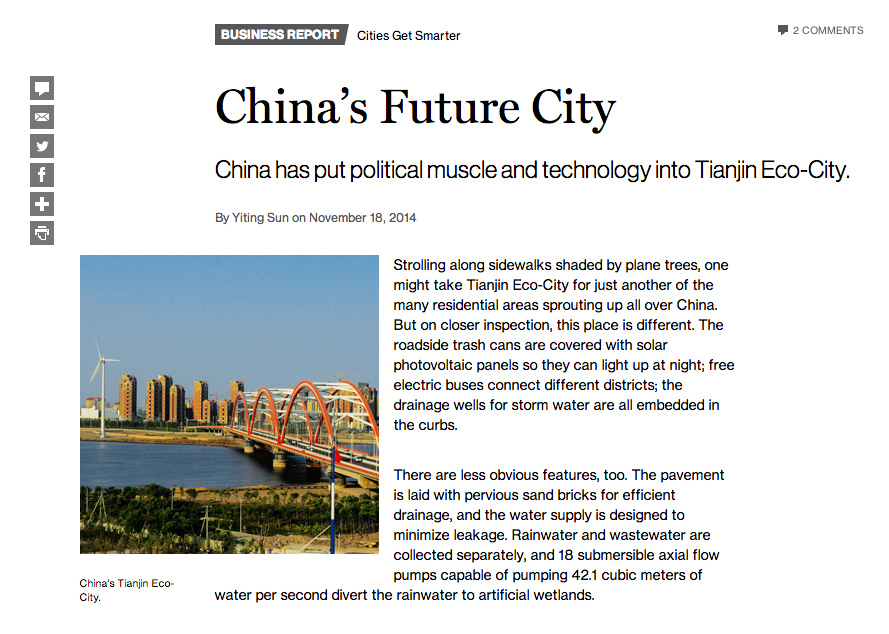 BUSINESS REPORT Cities Get Smarter
2 COMMENTS
China’s Future City
China has put political muscle and technology into Tianjin Eco-City.
By Yiting Sun on November 18, 2014
Strolling along sidewalks shaded by plane trees, one
might take Tianjin Eco-City for just another of the
many residential areas sprouting up all over China.
But on closer inspection, this place is different. The
roadside trash cans are covered with solar
photovoltaic panels so they can light up at night; free
electric buses connect different districts; the
drainage wells for storm water are all embedded in
the curbs.
There are less obvious features, too. The pavement
is laid with pervious sand bricks for efficient
drainage, and the water supply is designed to
minimize leakage. Rainwater and wastewater are
collected separately, and 18 submersible axial flow
pumps capable of pumping 42.1 cubic meters of
water per second divert the rainwater to artificial wetlands.
China’s Tianjin Eco-
City.